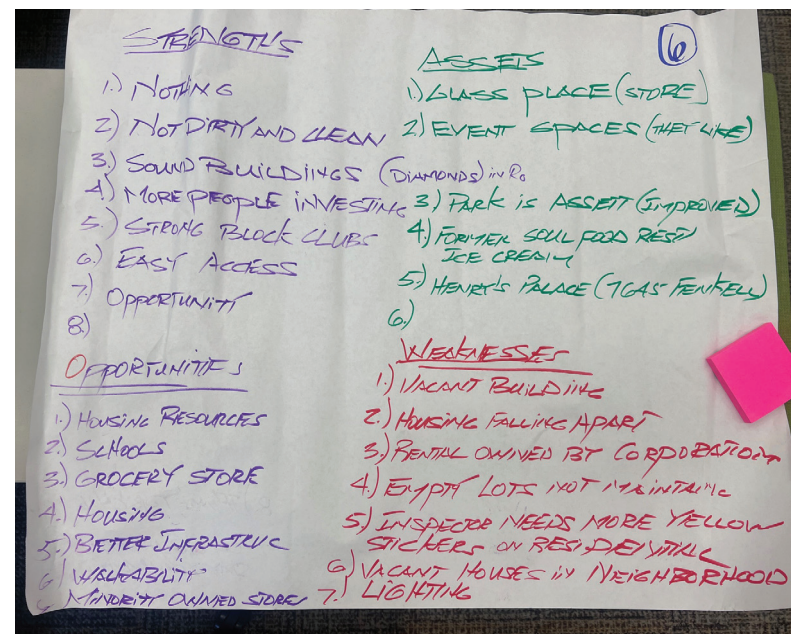 STRENGTHS
1.) NOTHING
2.) NOT DIRTY AND CLEAN
3.) SOUND BUILDINGS (DIAMONDS) in Ro
4.) MORE PEOPLE INVESTING
5.) STRONG BLOCK CLUBS
6.) EASY ACCESS
7.) OPPORTUNITY
8.)
ASSETS
6
1.) GLASS PLACE (STORE)
2.) EVENT SPACES (THEY LIKE)
3.) PARK IS ASSETT (IMPROVED)
4.) FORMER SOUL FOOD REST/
ICE CREAM
5.) HENRY'S PALACE (7645 FENKELL)
6.)
OPPORTUNITIES
1.) HOUSING RESOURCES
2.) SCHOOLS
3.) GROCERY STORE
4.) HOUSING
5.) BETTER INFRASTRUC
6.) WALKABILITY
MINORITY OWNED STORES
WEAKNESSES
1.) VACANT BUILDING
2.) HOUSING FALLING APART
3.) RENTAL OWNED BY CORPORATION
4.) EMPTY LOTS NOT
5.) INSPECTOR NEEDS MORE YELLOW
STICKERS ON RESIDENTIAL
6.) VACANT HOUSES in NEIGHBORHOOD
7.) LIGHTING